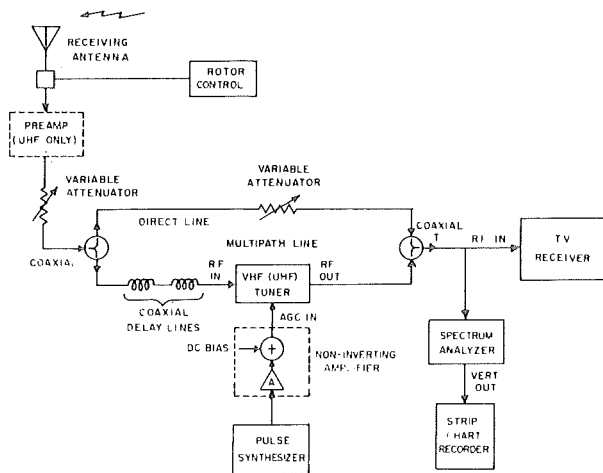 RECEIVING
ANTENNA
ROTOR
CONTROL
PREAMP
(UHF ONLY)
VARIABLE
ATTENUATOR
VARIABLE
ATTENUATOR
DIRECT LINE
COAXIAL
T
RF IN
TV
RECEIVER
MULTIPATH LINE
COAXIAL
RF
IN
VHF (UHF)
TUNER
RF
OUT
COAXIAL
DELAY LINES
AGC IN
DC BIAS
+
NON-INVERTING
AMPLIFIER
A
SPECTRUM
ANALYZER
VERT
OUT
PULSE
SYNTHESIZER
STRIP
CHART
RECORDER